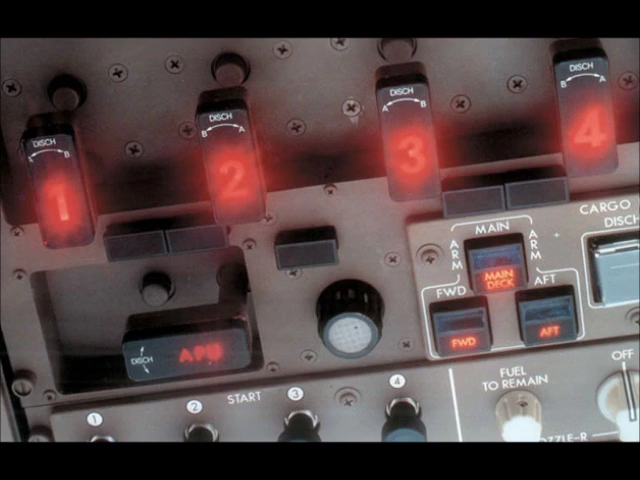 DISCH
B A
4
DISCH
A B
3
DISCH
B A
2
DISCH
B
1
CARGO
DISCH
MAIN
ARM
ARM
MAIN
DECK
FWD
AFT
FWD
AFT
DISCH
APU
FUEL
TO REMAIN
OFF
START
1
2
3
4
OZZLE-R